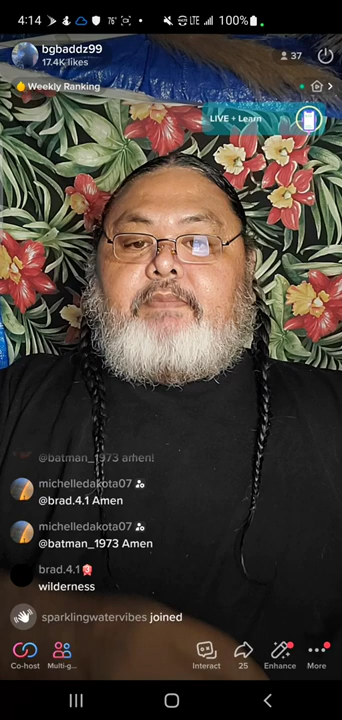 4:14
76°
LTE
100%
bgbaddz99
17.4K likes
37
Weekly Ranking
LIVE + Learn
@batman_1973 amen!
michelledakota07
@brad.4.1 Amen
michelledakota07
@batman_1973 Amen
brad.4.1
wilderness
sparklingwatervibes joined
Co-host
Multi-g...
Interact
25
Enhance
More